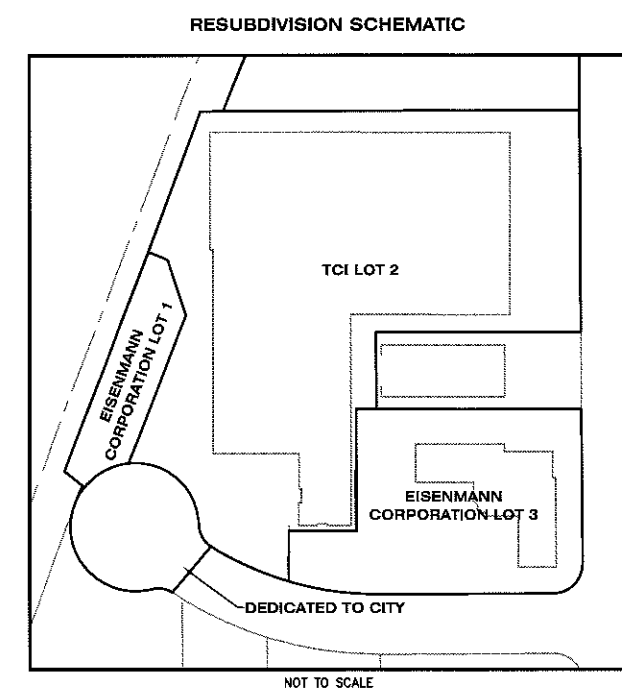 RESUBDIVISION SCHEMATIC
TCI LOT 2
EISENMANN
CORPORATION LOT 1
EISENMANN
CORPORATION LOT 3
DEDICATED TO CITY
NOT TO SCALE